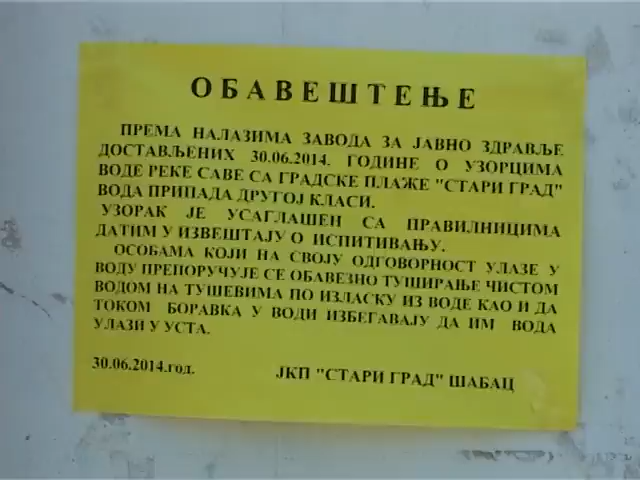 ОБАВЕШТЕЊЕ
ПРЕМА НАЛАЗИМА ЗАВОДА ЗА ЈАВНО ЗДРАВЉЕ
ДОСТАВЉЕНИХ 30.06.2014. ГОДИНЕ О УЗОРЦИМА
ВОДЕ РЕКЕ САВЕ СА ГРАДСКЕ ПЛАЖЕ "СТАРИ ГРАД"
ВОДА ПРИПАДА ДРУГОЈ КЛАСИ.
УЗОРАК ЈЕ УСАГЛАШЕН СА ПРАВИЛНИЦИМА
ДАТИМ У ИЗВЕШТАЈУ О ИСПИТИВАЊУ.
ОСОБАМА КОЈИ НА СВОЈУ ОДГОВОРНОСТ УЛАЗЕ У
ВОДУ ПРЕПОРУЧУЈЕ СЕ ОБАВЕЗНО ТУШИРАЊЕ ЧИСТОМ
ВОДОМ НА ТУШЕВИМА ПО ИЗЛАСКУ ИЗ ВОДЕ КАО И ДА
ТОКОМ БОРАВКА У ВОДИ ИЗБЕГАВАЈУ ДА ИМ ВОДА
УЛАЗИ У УСТА.
30.06.2014.год.
ЈКП "СТАРИ ГРАД" ШАБАЦ